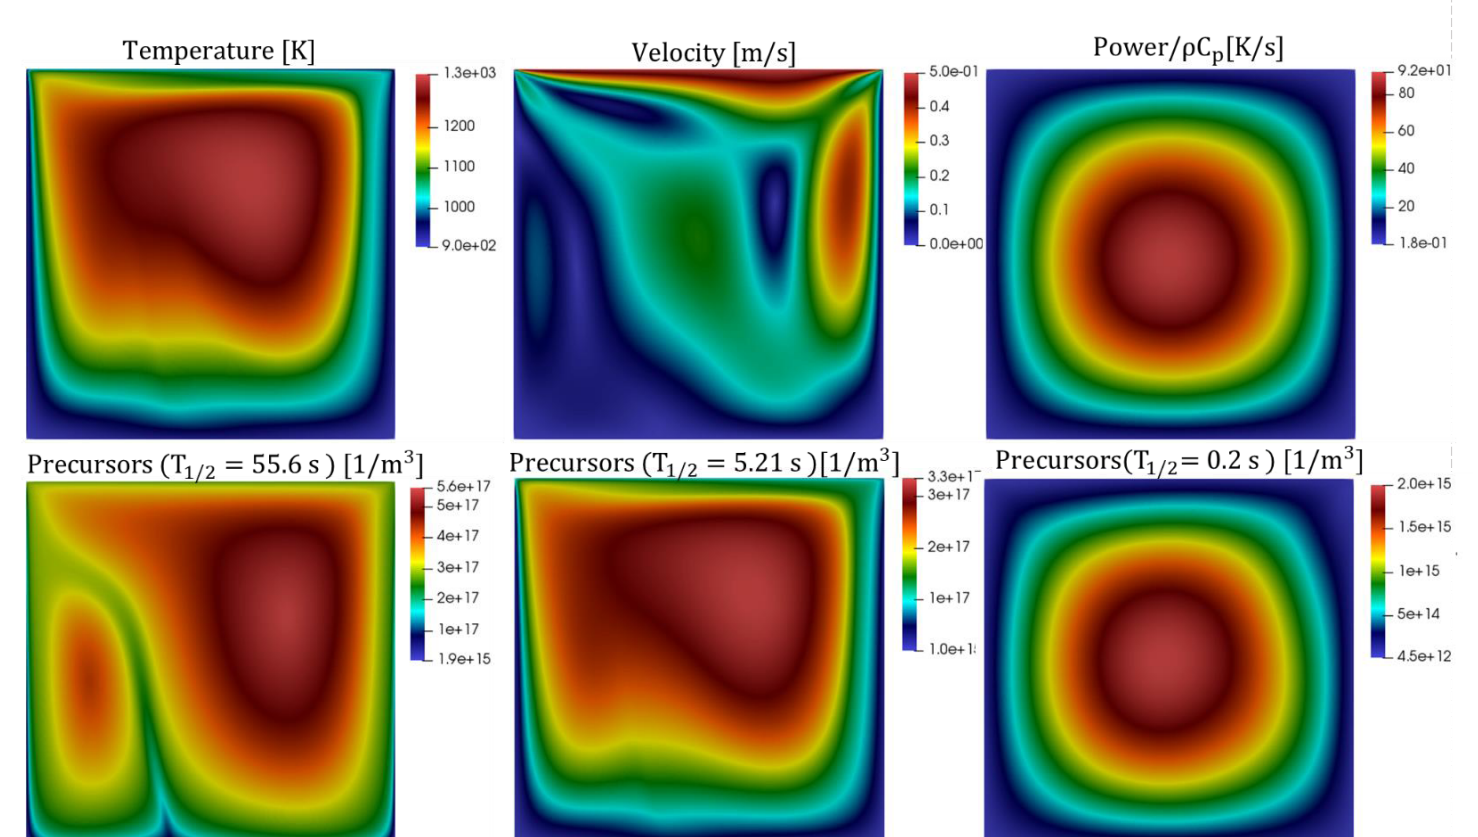 Temperature [K]
1.3e+03
1200
1100
1000
9.0e+02
Velocity [m/s]
5.0e-01
0.4
0.3
0.2
0.1
0.0e+00
Power/ρCp[K/s]
9.2e+01
80
60
40
20
1.8e-01
Precursors (T1/2 = 55.6 s ) [1/m³]
5.6e+17
5e+17
4e+17
3e+17
2e+17
1e+17
1.9e+15
Precursors (T1/2 = 5.21 s )[1/m³]
3e+17
2e+17
1e+17
Precursors(T1/2= 0.2 s ) [1/m³]
2.0e+15
1.5e+15
1e+15
5e+14
4.5e+12